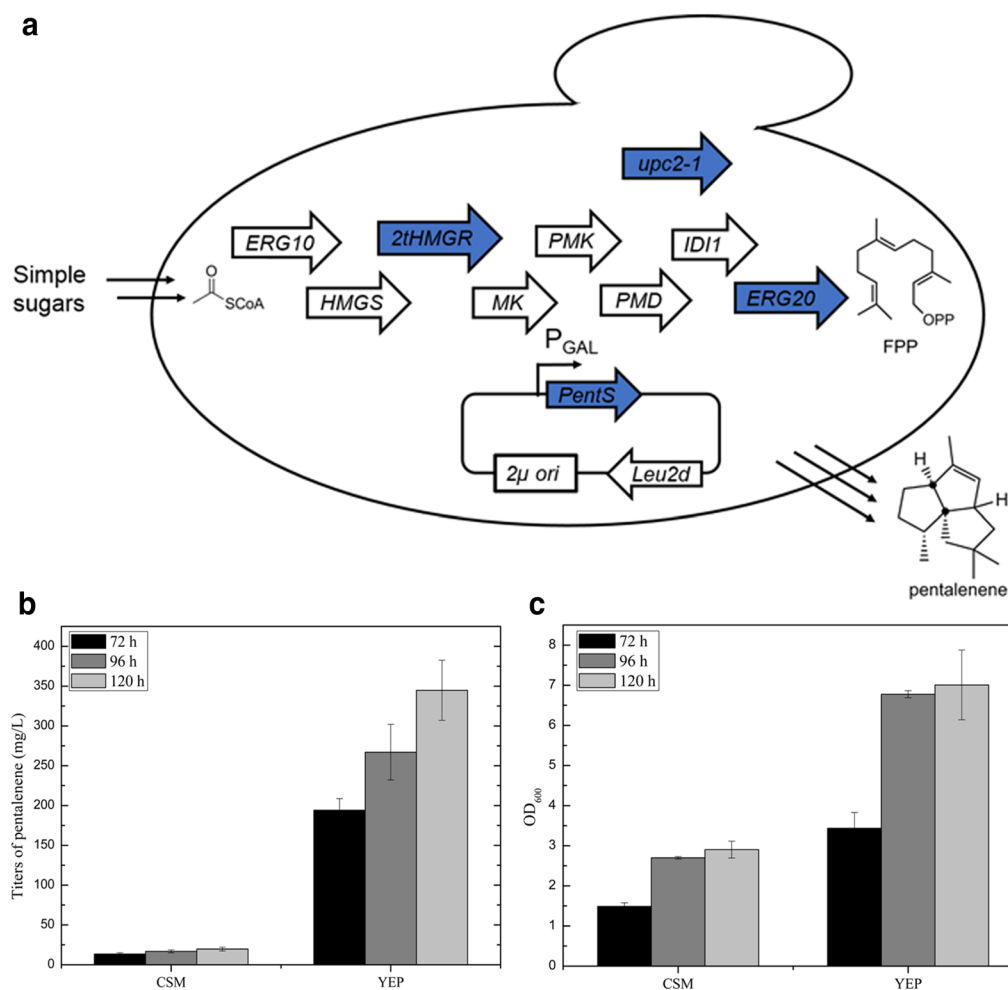 a
upc2-1
ERG10
2tHMGR
PMK
IDI1
Simple
sugars
O
SCoA
HMGS
MK
PMD
ERG20
OPP
FPP
PGAL
PentS
2μ ori
Leu2d
H
H
pentalenene
b
72 h
96 h
120 h
Titers of pentalenene (mg/L)
400
350
300
250
200
150
100
50
0
CSM
YEP
c
72 h
96 h
120 h
OD600
8
7
6
5
4
3
2
1
0
CSM
YEP